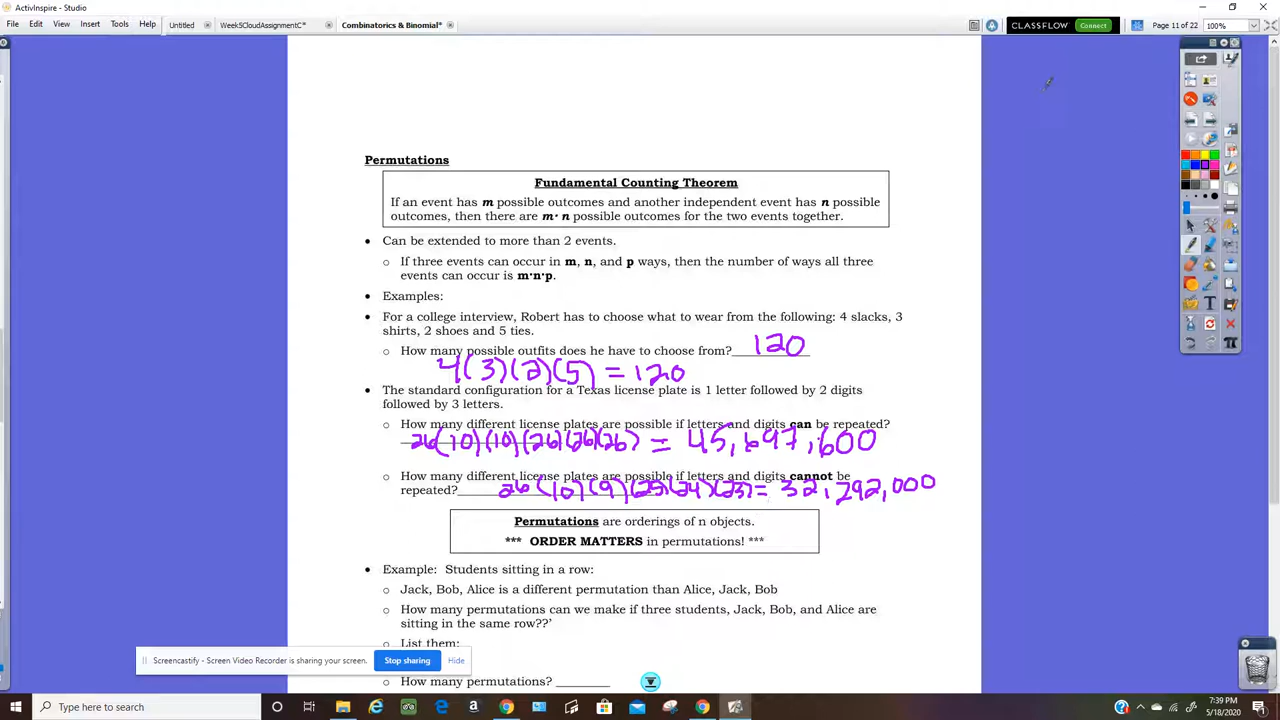 ActivInspire - Studio
File Edit View Insert Tools Help Untitled Week5CloudAssignmentC* Combinatorics & Binomial* CLASSFLOW Connect Page 11 of 22 100%
Permutations
Fundamental Counting Theorem
If an event has m possible outcomes and another independent event has n possible
outcomes, then there are m· n possible outcomes for the two events together.
• Can be extended to more than 2 events.
o If three events can occur in m, n, and p ways, then the number of ways all three
events can occur is m·n·p.
• Examples:
• For a college interview, Robert has to choose what to wear from the following: 4 slacks, 3
shirts, 2 shoes and 5 ties.
o How many possible outfits does he have to choose from?________ 120
4(3)(2)(5) = 120
• The standard configuration for a Texas license plate is 1 letter followed by 2 digits
followed by 3 letters.
o How many different license plates are possible if letters and digits can be repeated?
26(10)(10)(26)(26)(26) = 45,697,600
o How many different license plates are possible if letters and digits cannot be
repeated? 26(10)(9)(25)(24)(23) = 32,292,000
Permutations are orderings of n objects.
*** ORDER MATTERS in permutations! ***
• Example: Students sitting in a row:
o Jack, Bob, Alice is a different permutation than Alice, Jack, Bob
o How many permutations can we make if three students, Jack, Bob, and Alice are
sitting in the same row??'
o List them:
Screencastify - Screen Video Recorder is sharing your screen. Stop sharing Hide
o How many permutations? ________
Type here to search
7:39 PM
5/18/2020